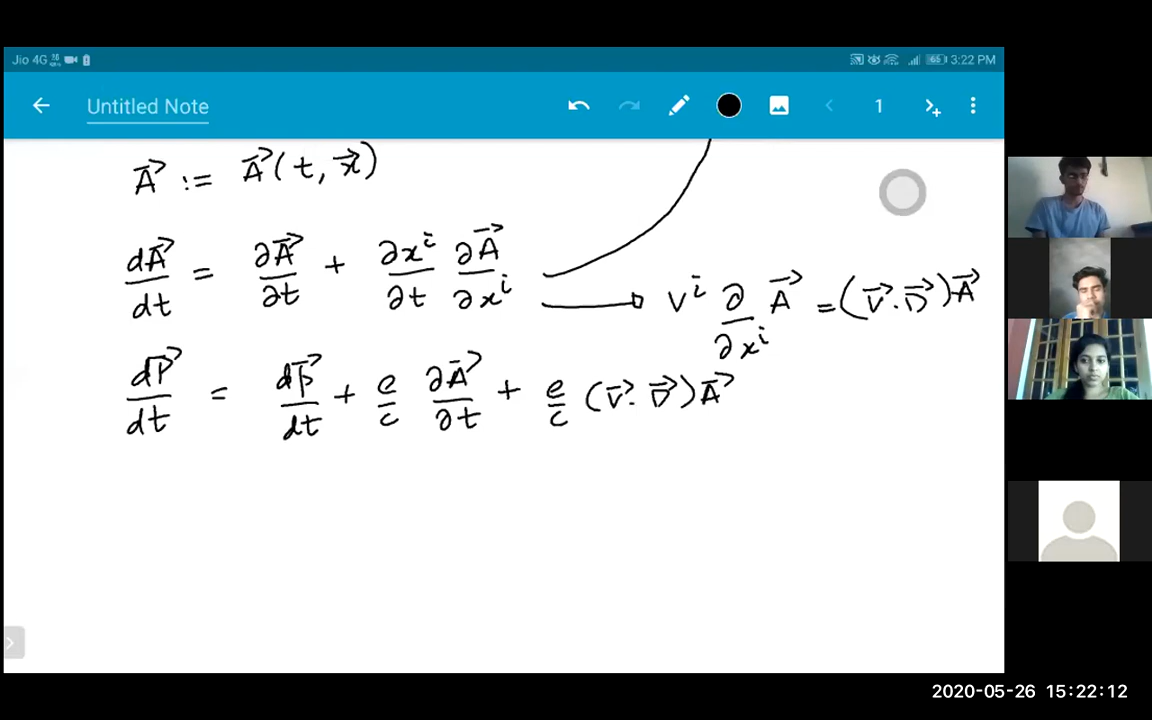 Jio 4G 3:22 PM
Untitled Note 1
A⃗ := A⃗(t, x⃗)
dA⃗/dt = ∂A⃗/∂t + ∂xⁱ/∂t ∂A⃗/∂xⁱ
vⁱ ∂/∂xⁱ A⃗ = (v⃗·∇⃗)A⃗
dP⃗/dt = dp⃗/dt + e/c ∂A⃗/∂t + e/c (v⃗·∇⃗)A⃗
2020-05-26 15:22:12